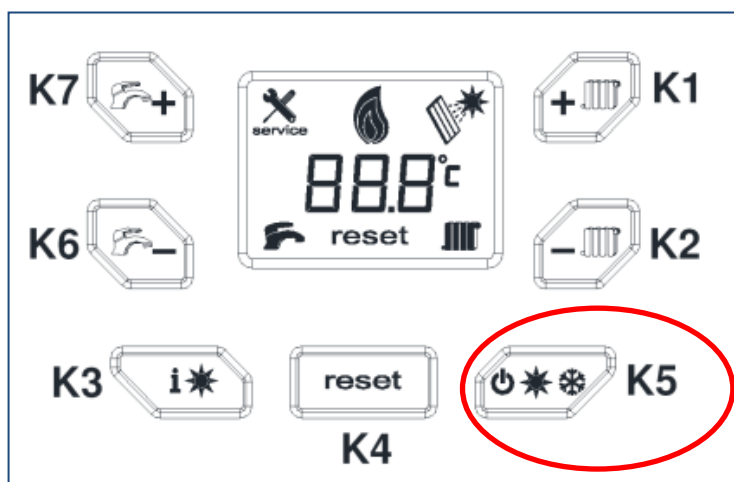 K7 + service + K1
88.8°c
K6 - reset - K2
K3 i reset K5
K4